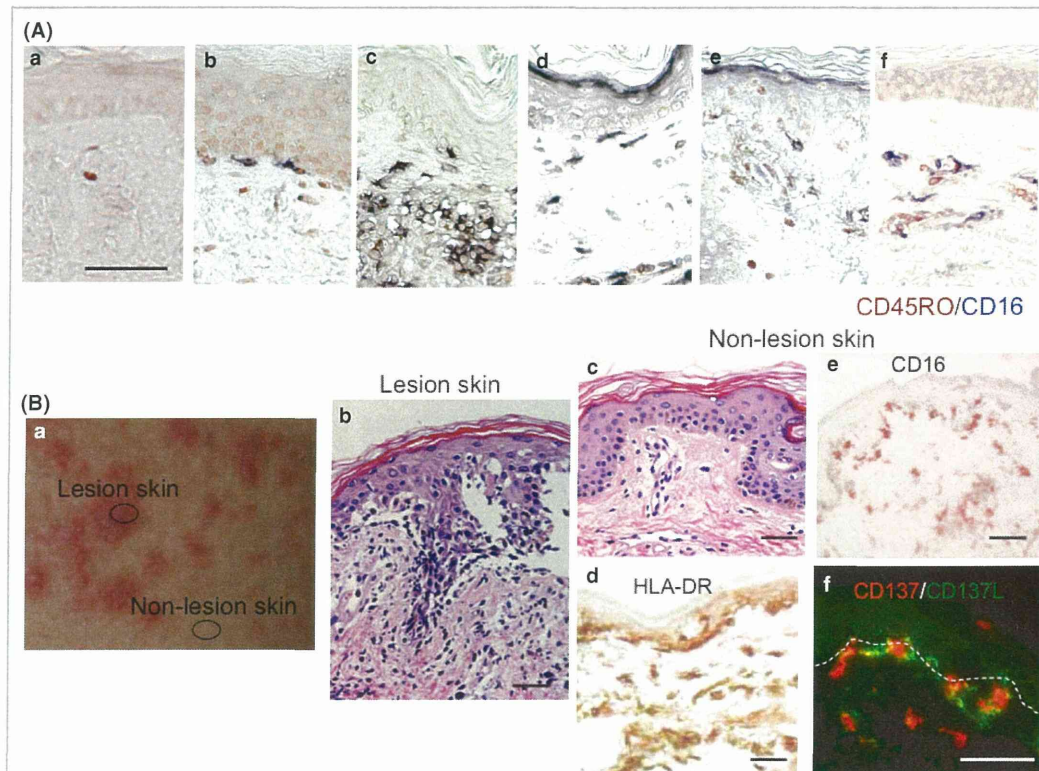 (A)
a
b
c
d
e
f
CD45RO/CD16
Non-lesion skin
Lesion skin
(B)
a
Lesion skin
Non-lesion skin
b
c
d
HLA-DR
e
CD16
f
CD137/CD137L